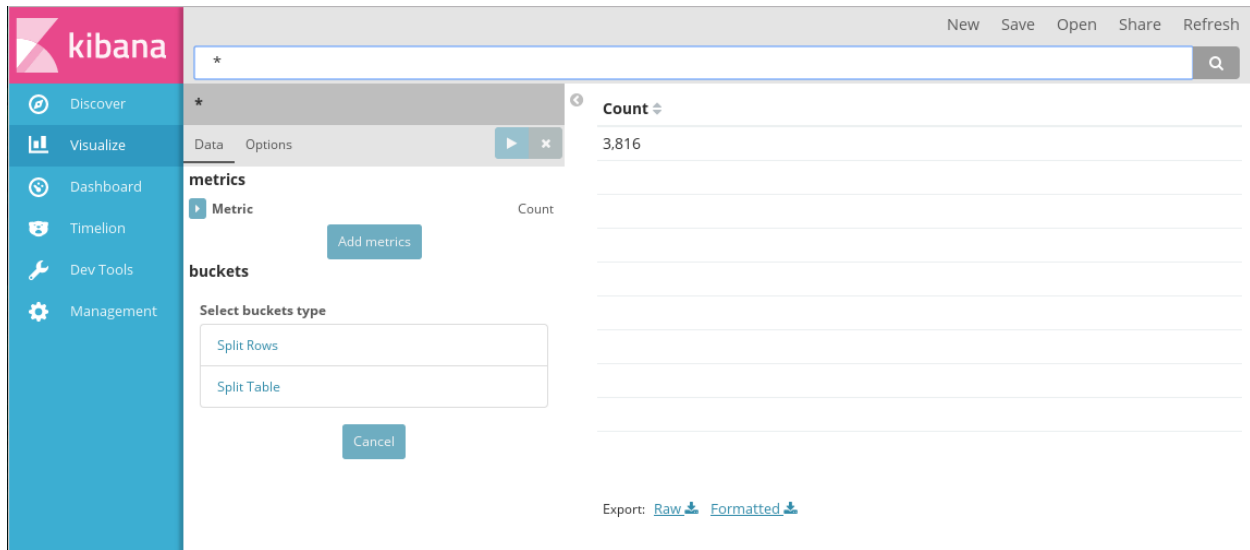 kibana
New Save Open Share Refresh
*
Discover
Visualize
Dashboard
Timelion
Dev Tools
Management
*
Data Options
metrics
Metric Count
Add metrics
buckets
Select buckets type
Split Rows
Split Table
Cancel
Count
3,816
Export: Raw Formatted